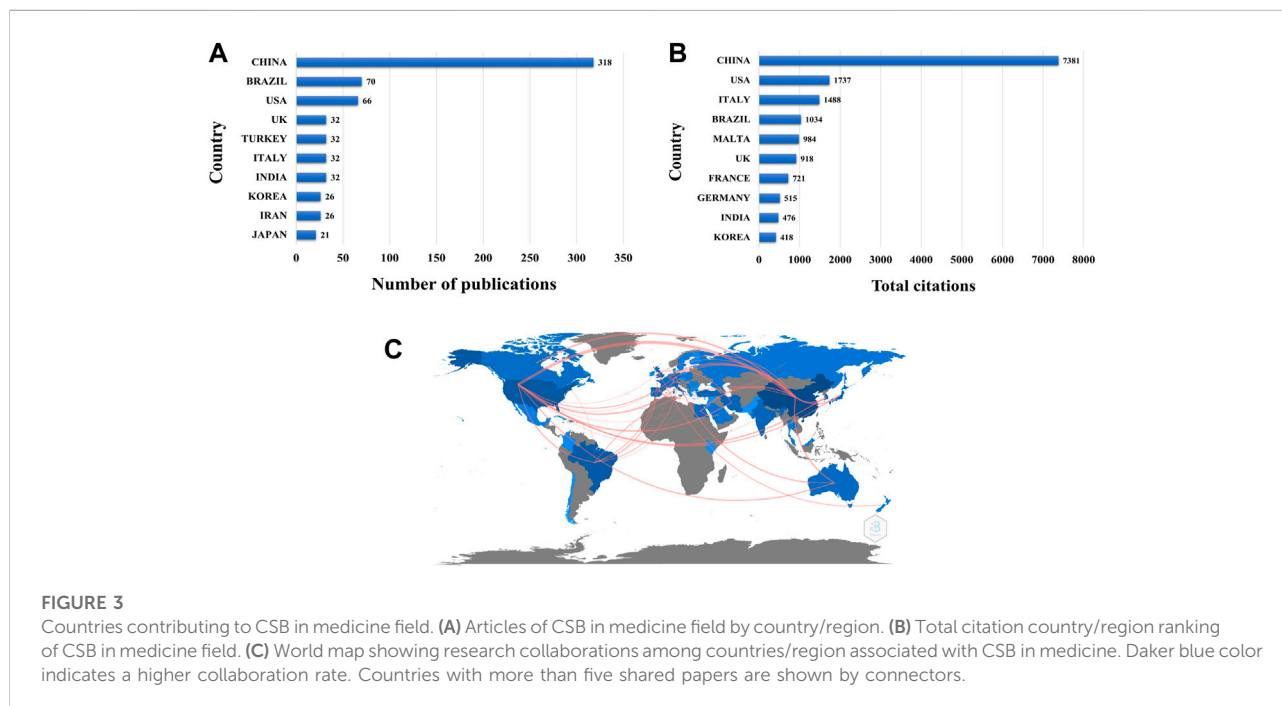 A
CHINA 318
BRAZIL 70
USA 66
UK 32
TURKEY 32
ITALY 32
INDIA 32
KOREA 26
IRAN 26
JAPAN 21
Country
0 50 100 150 200 250 300 350
Number of publications
B
CHINA 7381
USA 1737
ITALY 1488
BRAZIL 1034
MALTA 984
UK 918
FRANCE 721
GERMANY 515
INDIA 476
KOREA 418
Country
0 1000 2000 3000 4000 5000 6000 7000 8000
Total citations
C
FIGURE 3
Countries contributing to CSB in medicine field. (A) Articles of CSB in medicine field by country/region. (B) Total citation country/region ranking
of CSB in medicine field. (C) World map showing research collaborations among countries/region associated with CSB in medicine. Daker blue color
indicates a higher collaboration rate. Countries with more than five shared papers are shown by connectors.